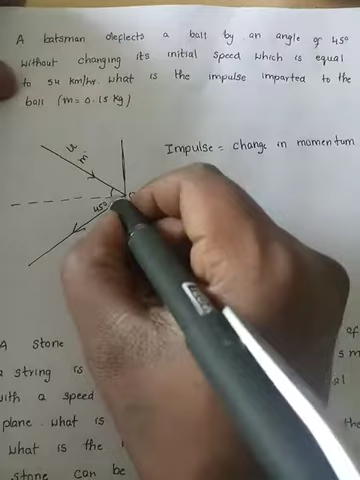 A batsman deflects a ball by an angle of 45°
without changing its initial speed which is equal
to 54 km/hr. what is the impulse imparted to the
ball (m = 0.15 kg)
u
m
Impulse = change in momentum
45°
A stone of
a string is s m
with a speed
plane. what is the
what is the
stone can be